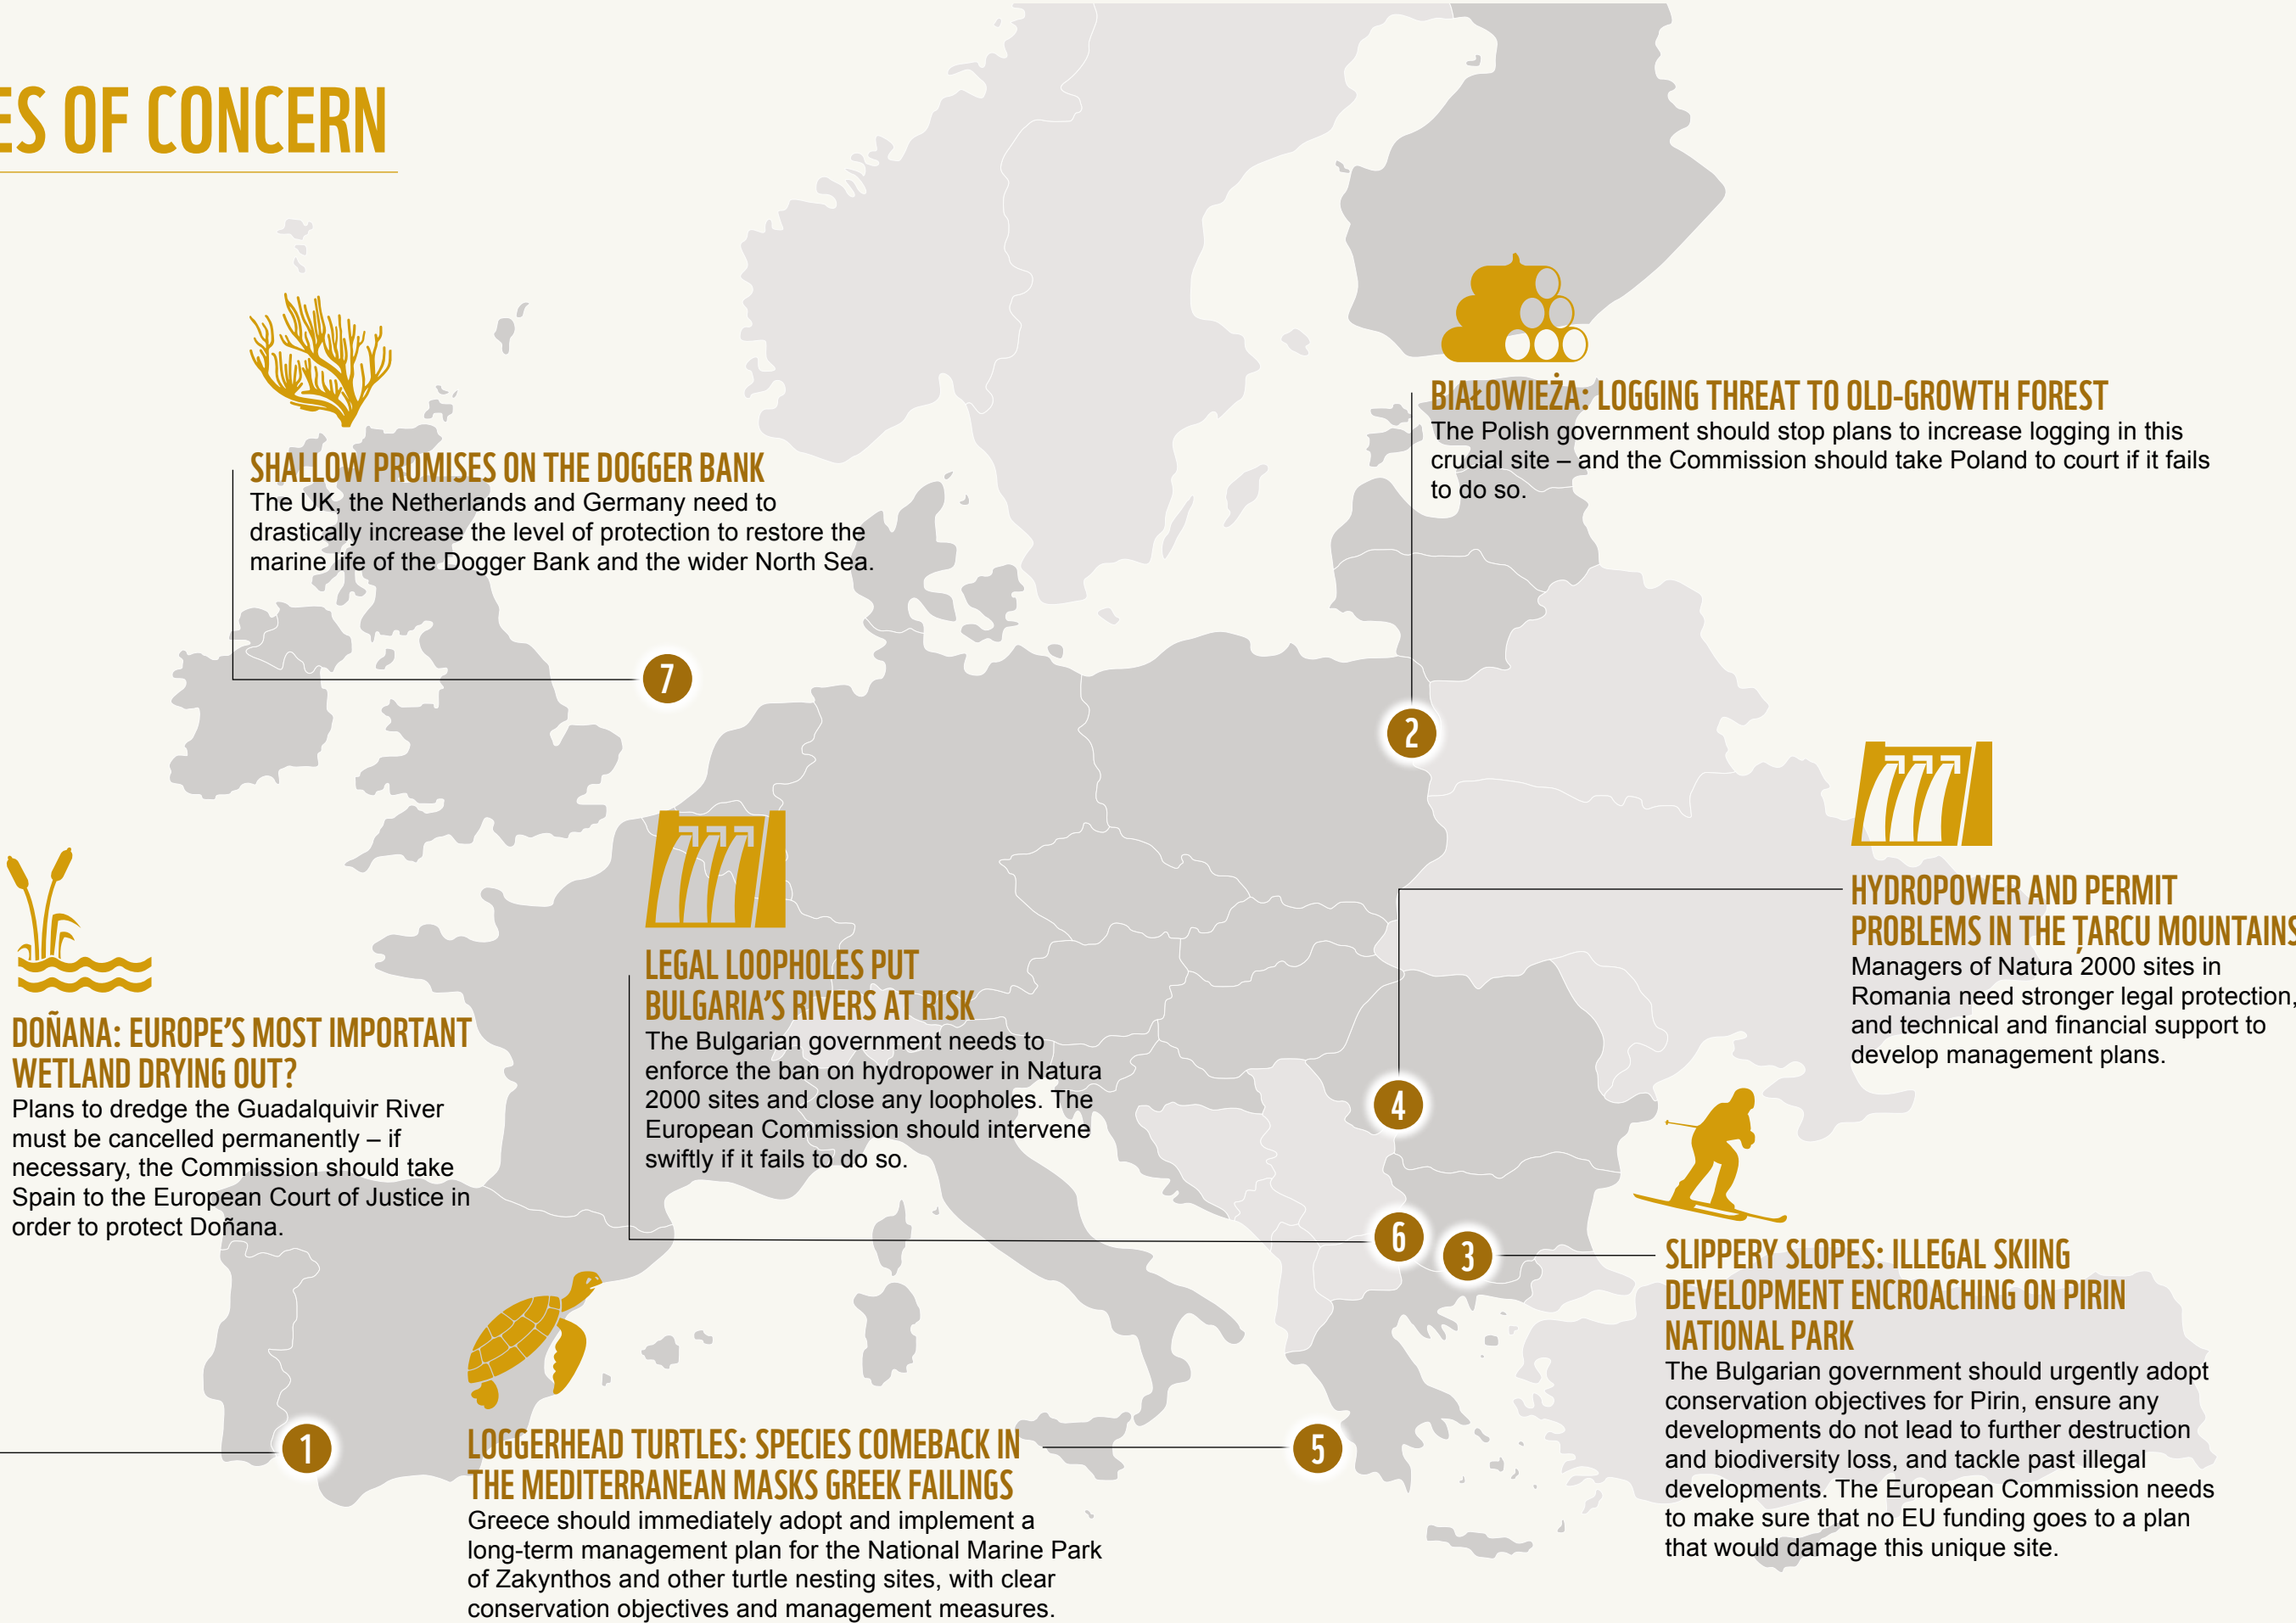 ES OF CONCERN
BIAŁOWIEŻA: LOGGING THREAT TO OLD-GROWTH FOREST
The Polish government should stop plans to increase logging in this
crucial site – and the Commission should take Poland to court if it fails
to do so.
SHALLOW PROMISES ON THE DOGGER BANK
The UK, the Netherlands and Germany need to
drastically increase the level of protection to restore the
marine life of the Dogger Bank and the wider North Sea.
7
2
HYDROPOWER AND PERMIT
PROBLEMS IN THE ȚARCU MOUNTAINS
Managers of Natura 2000 sites in
Romania need stronger legal protection,
and technical and financial support to
develop management plans.
LEGAL LOOPHOLES PUT
BULGARIA'S RIVERS AT RISK
The Bulgarian government needs to
enforce the ban on hydropower in Natura
2000 sites and close any loopholes. The
European Commission should intervene
swiftly if it fails to do so.
DOÑANA: EUROPE'S MOST IMPORTANT
WETLAND DRYING OUT?
Plans to dredge the Guadalquivir River
must be cancelled permanently – if
necessary, the Commission should take
Spain to the European Court of Justice in
order to protect Doñana.
4
6
3
SLIPPERY SLOPES: ILLEGAL SKIING
DEVELOPMENT ENCROACHING ON PIRIN
NATIONAL PARK
The Bulgarian government should urgently adopt
conservation objectives for Pirin, ensure any
developments do not lead to further destruction
and biodiversity loss, and tackle past illegal
developments. The European Commission needs
to make sure that no EU funding goes to a plan
that would damage this unique site.
1
5
LOGGERHEAD TURTLES: SPECIES COMEBACK IN
THE MEDITERRANEAN MASKS GREEK FAILINGS
Greece should immediately adopt and implement a
long-term management plan for the National Marine Park
of Zakynthos and other turtle nesting sites, with clear
conservation objectives and management measures.